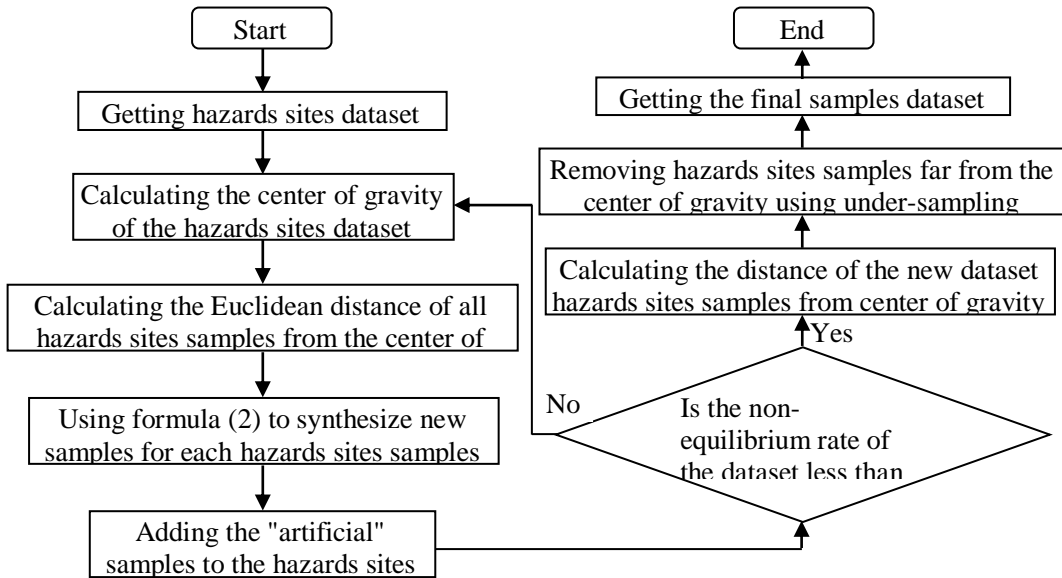 Start
Getting hazards sites dataset
Calculating the center of gravity
of the hazards sites dataset
Calculating the Euclidean distance of all
hazards sites samples from the center of
Using formula (2) to synthesize new
samples for each hazards sites samples
Adding the "artificial"
samples to the hazards sites
Is the non-
equilibrium rate of
the dataset less than
No
Yes
Calculating the distance of the new dataset
hazards sites samples from center of gravity
Removing hazards sites samples far from the
center of gravity using under-sampling
Getting the final samples dataset
End